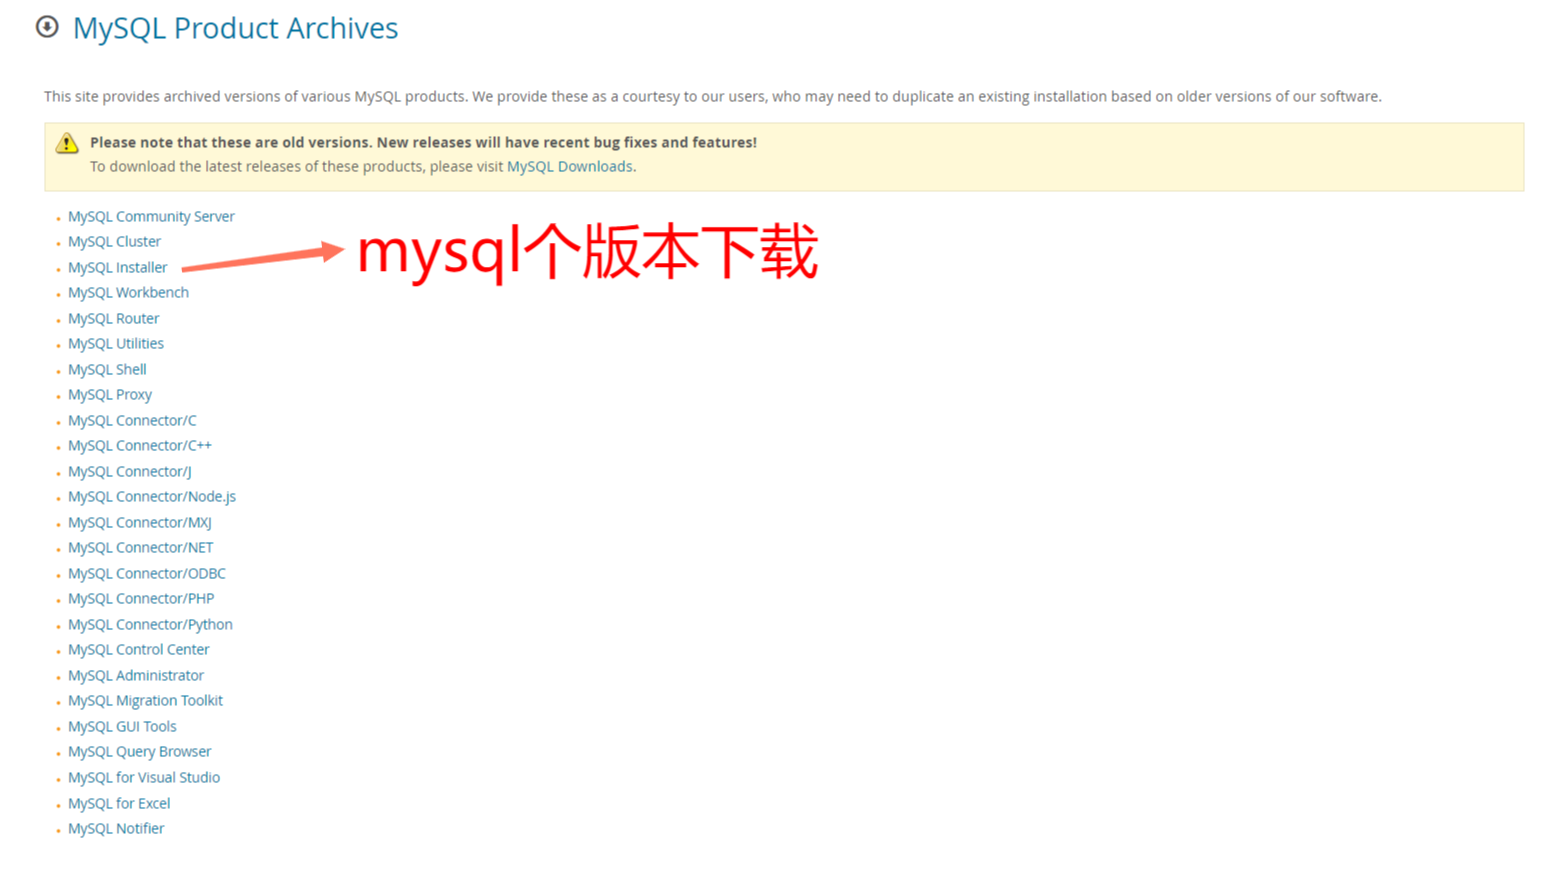 MySQL Product Archives
This site provides archived versions of various MySQL products. We provide these as a courtesy to our users, who may need to duplicate an existing installation based on older versions of our software.
Please note that these are old versions. New releases will have recent bug fixes and features!
To download the latest releases of these products, please visit MySQL Downloads.
MySQL Community Server
MySQL Cluster
MySQL Installer
mysql个版本下载
MySQL Workbench
MySQL Router
MySQL Utilities
MySQL Shell
MySQL Proxy
MySQL Connector/C
MySQL Connector/C++
MySQL Connector/J
MySQL Connector/Node.js
MySQL Connector/MXJ
MySQL Connector/NET
MySQL Connector/ODBC
MySQL Connector/PHP
MySQL Connector/Python
MySQL Control Center
MySQL Administrator
MySQL Migration Toolkit
MySQL GUI Tools
MySQL Query Browser
MySQL for Visual Studio
MySQL for Excel
MySQL Notifier